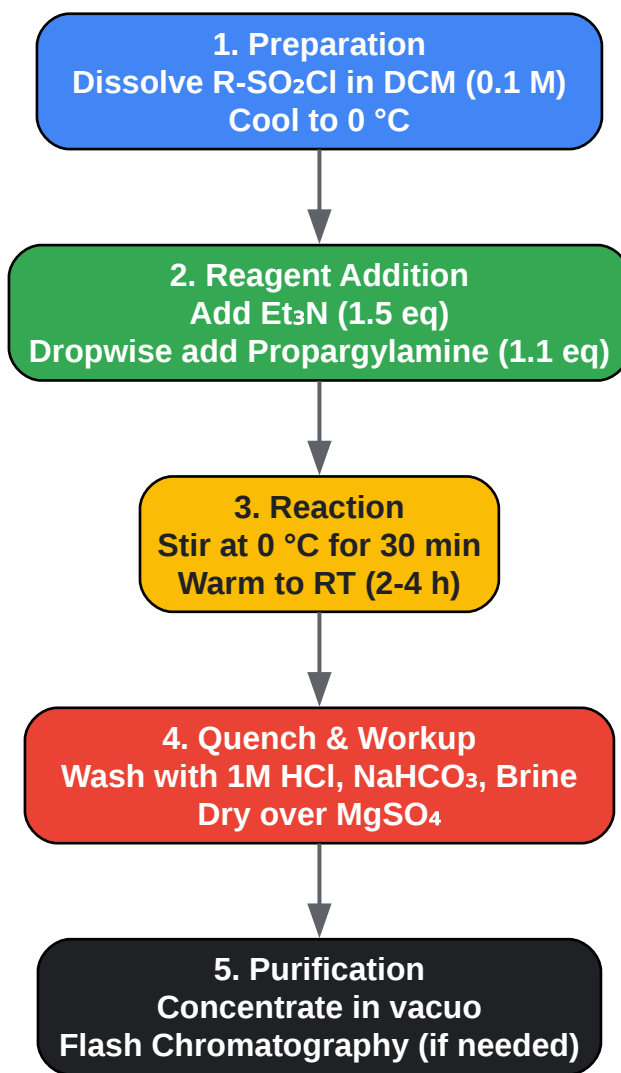 1. Preparation
Dissolve R-SO₂Cl in DCM (0.1 M)
Cool to 0 °C
2. Reagent Addition
Add Et₃N (1.5 eq)
Dropwise add Propargylamine (1.1 eq)
3. Reaction
Stir at 0 °C for 30 min
Warm to RT (2-4 h)
4. Quench & Workup
Wash with 1M HCl, NaHCO₃, Brine
Dry over MgSO₄
5. Purification
Concentrate in vacuo
Flash Chromatography (if needed)